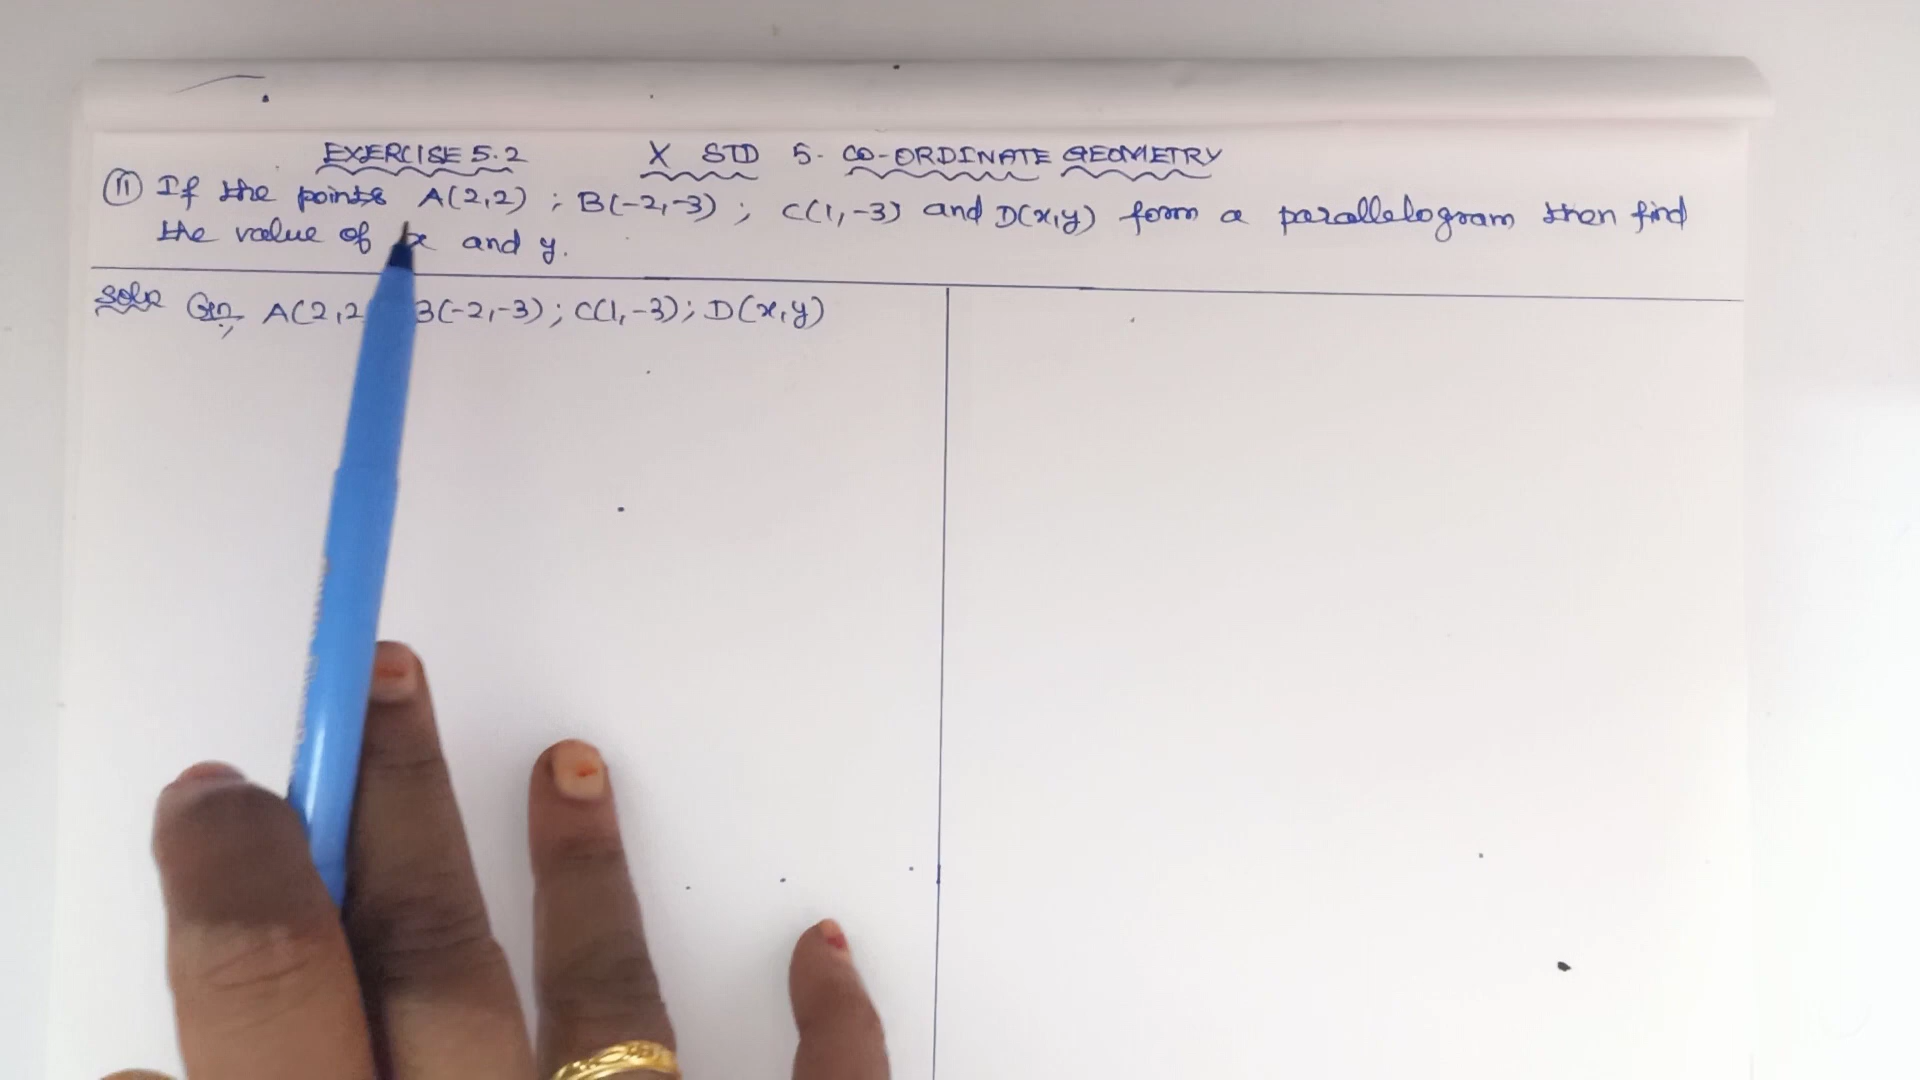 EXERCISE 5.2 X STD 5. CO-ORDINATE GEOMETRY
11 If the points A(2,2) ; B(-2,-3) ; C(1,-3) and D(x,y) form a parallelogram then find
the value of x and y.
Soln Gn, A(2,2 B(-2,-3) ; C(1,-3) ; D(x,y)